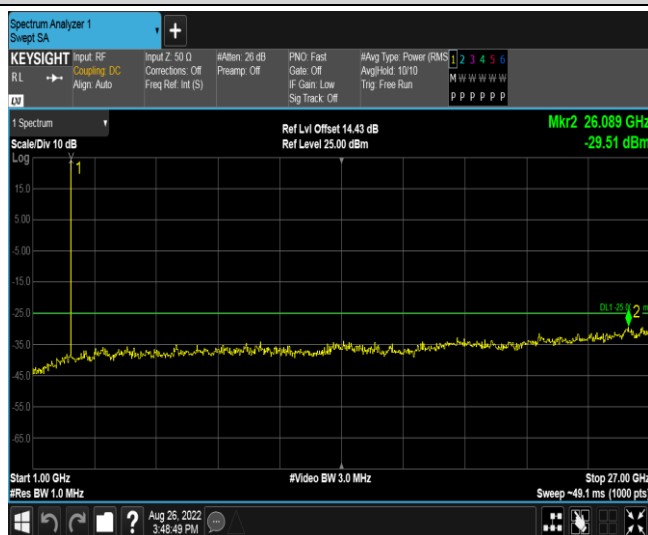 Spectrum Analyzer 1
Swept SA
+
KEYSIGHT
RL
LXI
Input: RF
Coupling: DC
Align: Auto
Input Z: 50 Ω
Corrections: Off
Freq Ref: Int (S)
#Atten: 26 dB
Preamp: Off
PNO: Fast
Gate: Off
IF Gain: Low
Sig Track: Off
#Avg Type: Power (RMS
Avg|Hold: 10/10
Trig: Free Run
1 2 3 4 5 6
M W W W W W
P P P P P P
1 Spectrum
Scale/Div 10 dB
Log
Ref Lvl Offset 14.43 dB
Ref Level 25.00 dBm
Mkr2 26.089 GHz
-29.51 dBm
1
15.0
5.00
-5.00
-15.0
DL1 -25.0
2
-35.0
-45.0
-55.0
-65.0
Start 1.00 GHz
#Res BW 1.0 MHz
#Video BW 3.0 MHz
Stop 27.00 GHz
Sweep ~49.1 ms (1000 pts)
?
Aug 26, 2022
3:48:49 PM